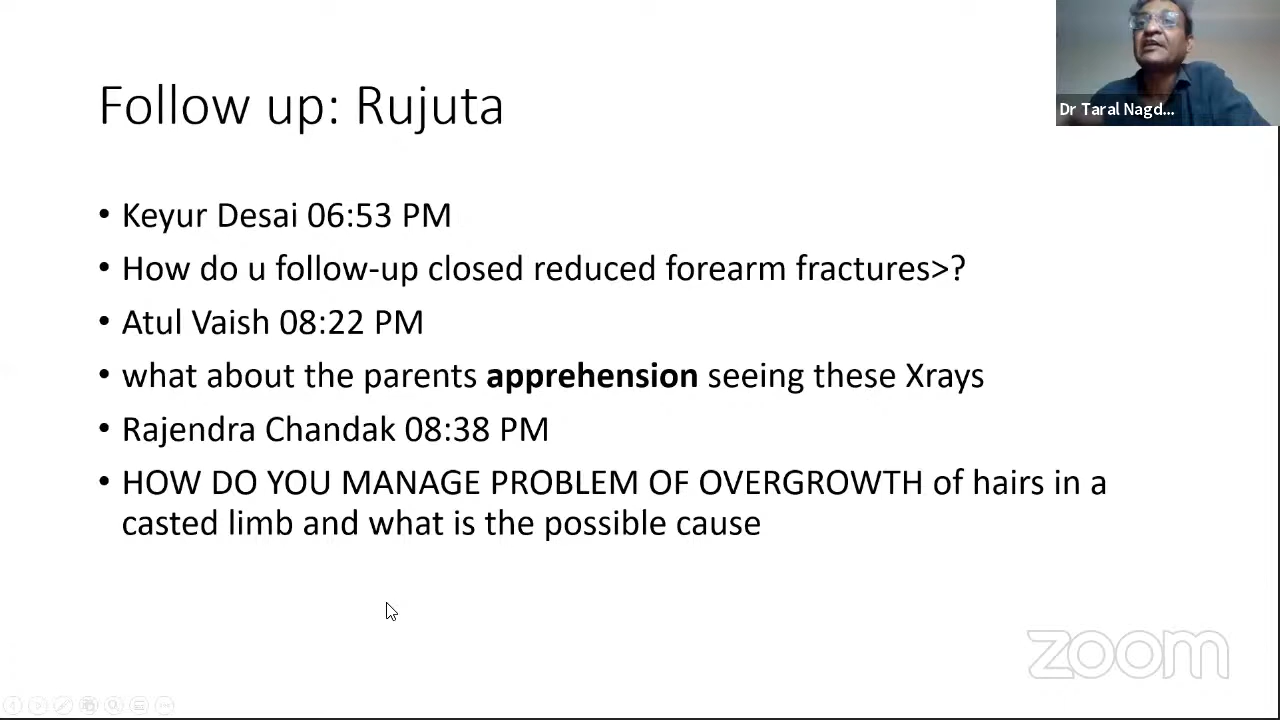 Follow up: Rujuta
Dr Taral Nagd...
• Keyur Desai 06:53 PM
• How do u follow-up closed reduced forearm fractures>?
• Atul Vaish 08:22 PM
• what about the parents apprehension seeing these Xrays
• Rajendra Chandak 08:38 PM
• HOW DO YOU MANAGE PROBLEM OF OVERGROWTH of hairs in a
casted limb and what is the possible cause
zoom